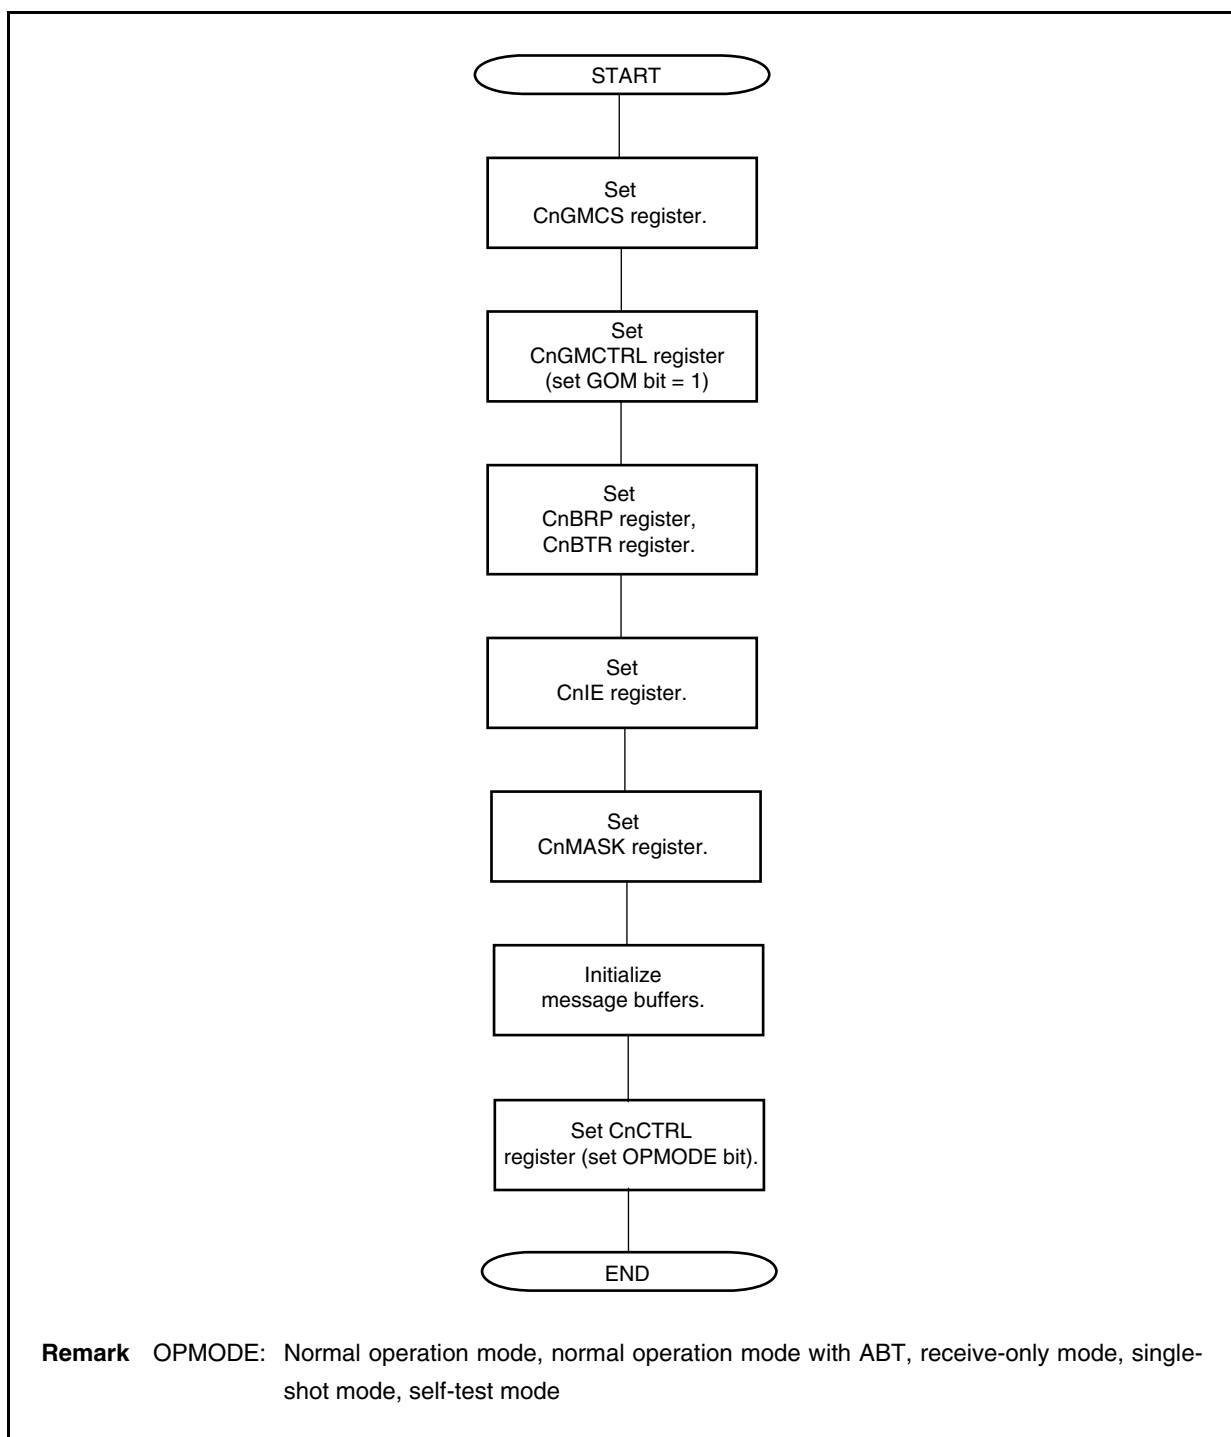 START
Set
CnGMCS register.
Set
CnGMCTRL register
(set GOM bit = 1)
Set
CnBRP register,
CnBTR register.
Set
CnIE register.
Set
CnMASK register.
Initialize
message buffers.
Set CnCTRL
register (set OPMODE bit).
END
Remark OPMODE: Normal operation mode, normal operation mode with ABT, receive-only mode, single-
shot mode, self-test mode